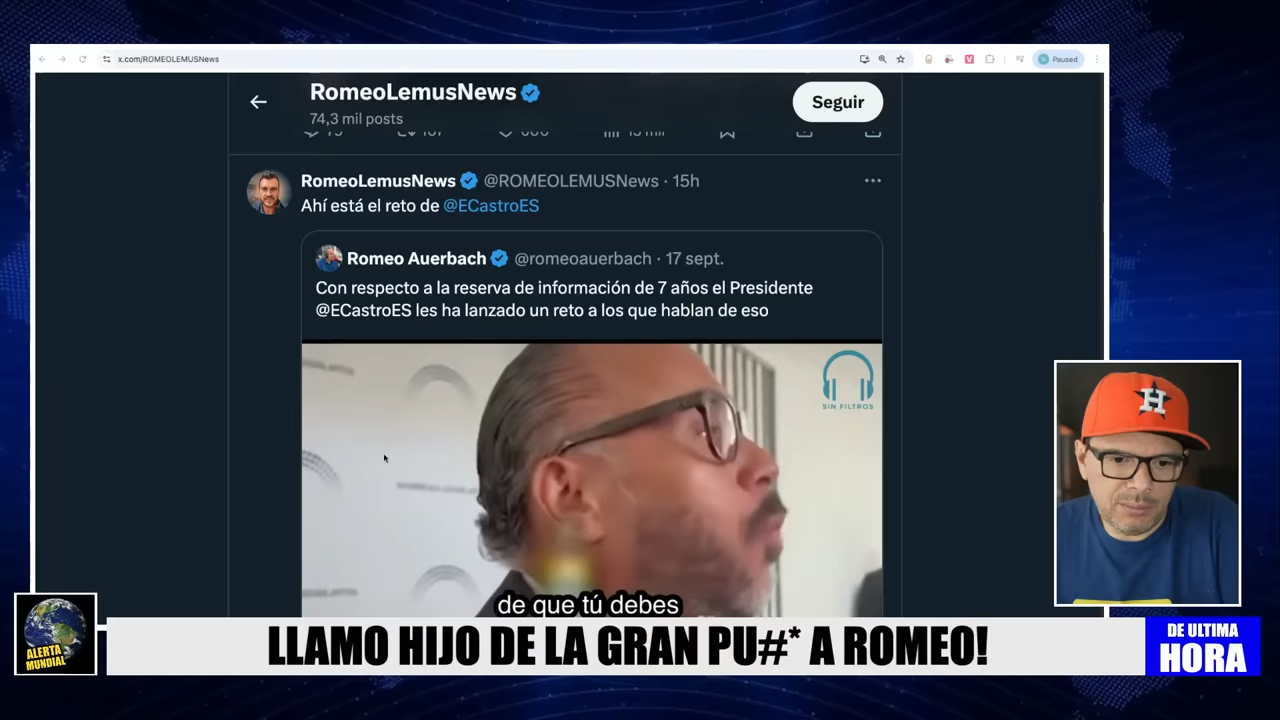 x.com/ROMEOLEMUSNews
Paused
RomeoLemusNews
74,3 mil posts
Seguir
RomeoLemusNews @ROMEOLEMUSNews · 15h
Ahí está el reto de @ECastroES
Romeo Auerbach @romeoauerbach · 17 sept.
Con respecto a la reserva de información de 7 años el Presidente
@ECastroES les ha lanzado un reto a los que hablan de eso
SIN FILTROS
H
de que tú debes
ALERTA
MUNDIAL
LLAMO HIJO DE LA GRAN PU#* A ROMEO!
DE ULTIMA
HORA